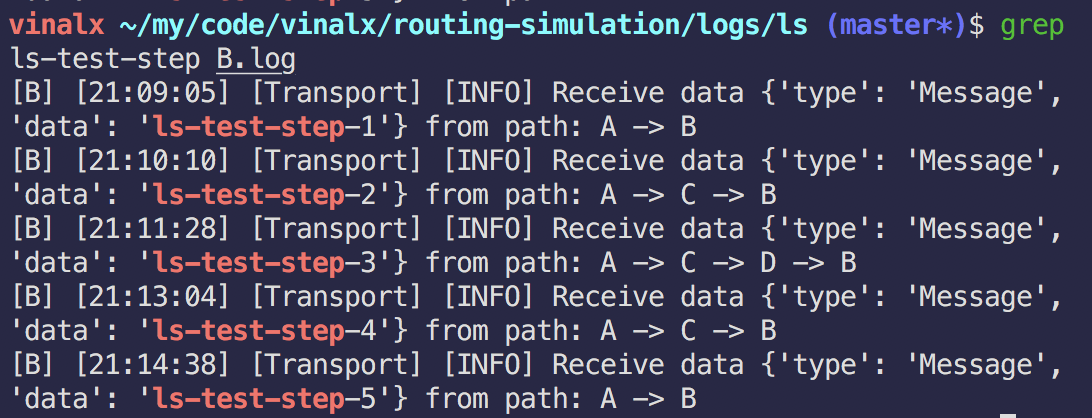 vinalx ~/my/code/vinalx/routing-simulation/logs/ls (master*)$ grep
ls-test-step B.log
[B] [21:09:05] [Transport] [INFO] Receive data {'type': 'Message',
'data': 'ls-test-step-1'} from path: A -> B
[B] [21:10:10] [Transport] [INFO] Receive data {'type': 'Message',
'data': 'ls-test-step-2'} from path: A -> C -> B
[B] [21:11:28] [Transport] [INFO] Receive data {'type': 'Message',
'data': 'ls-test-step-3'} from path: A -> C -> D -> B
[B] [21:13:04] [Transport] [INFO] Receive data {'type': 'Message',
'data': 'ls-test-step-4'} from path: A -> C -> B
[B] [21:14:38] [Transport] [INFO] Receive data {'type': 'Message',
'data': 'ls-test-step-5'} from path: A -> B